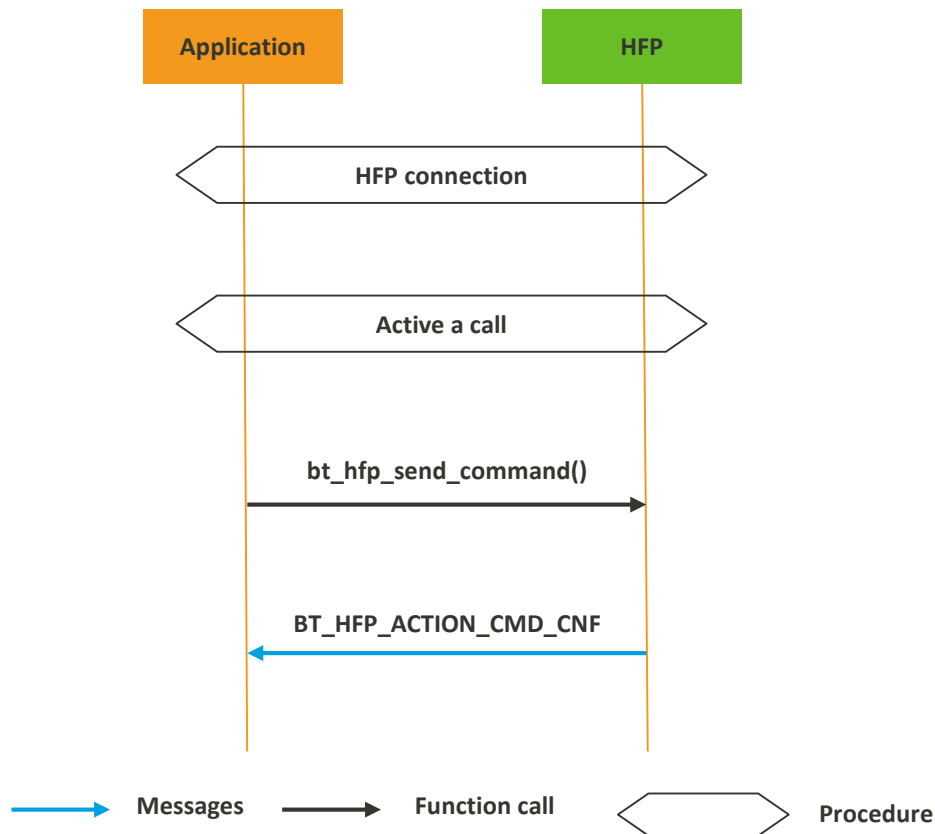 Application
HFP
HFP connection
Active a call
bt_hfp_send_command()
BT_HFP_ACTION_CMD_CNF
Messages
Function call
Procedure